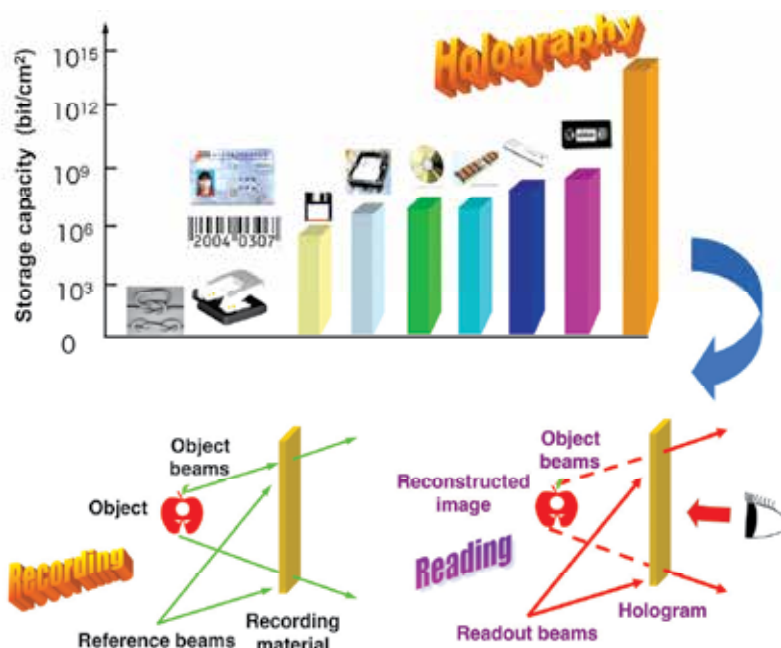 Holography
Storage capacity (bit/cm²)
10¹⁵
10¹²
10⁹
10⁶
10³
0
2004 0307
Object
beams
Object
Recording
Reference beams
Recording
material
Object
beams
Reconstructed
image
Reading
Readout beams
Hologram